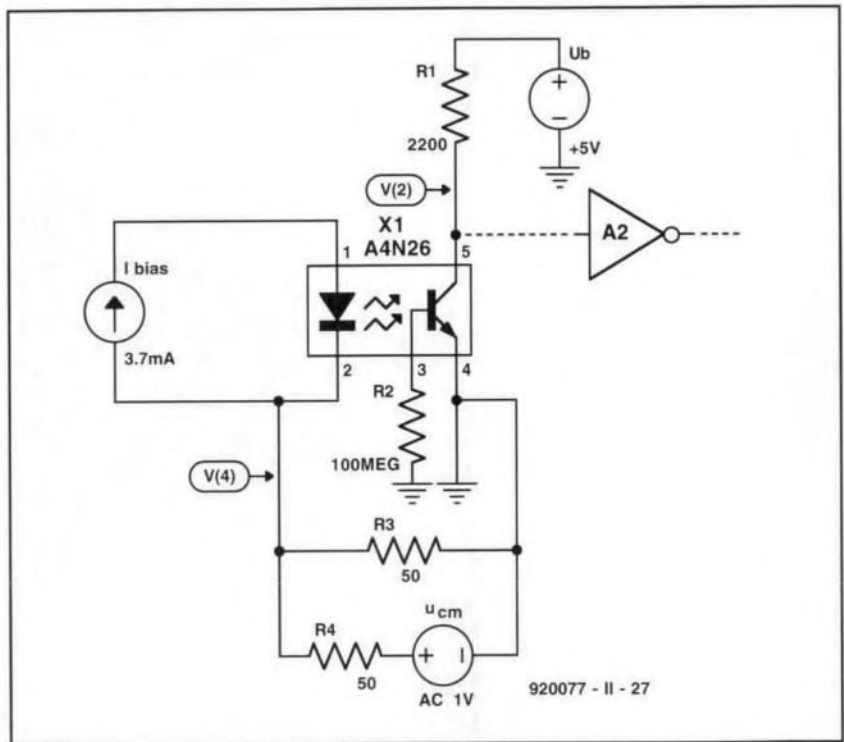 R1
2200
Ub
+
−
+5V
V(2)
X1
A4N26
A2
I bias
3.7mA
1
5
2
3
4
R2
100MEG
V(4)
R3
50
R4
50
ucm
+
−
AC 1V
920077 - II - 27